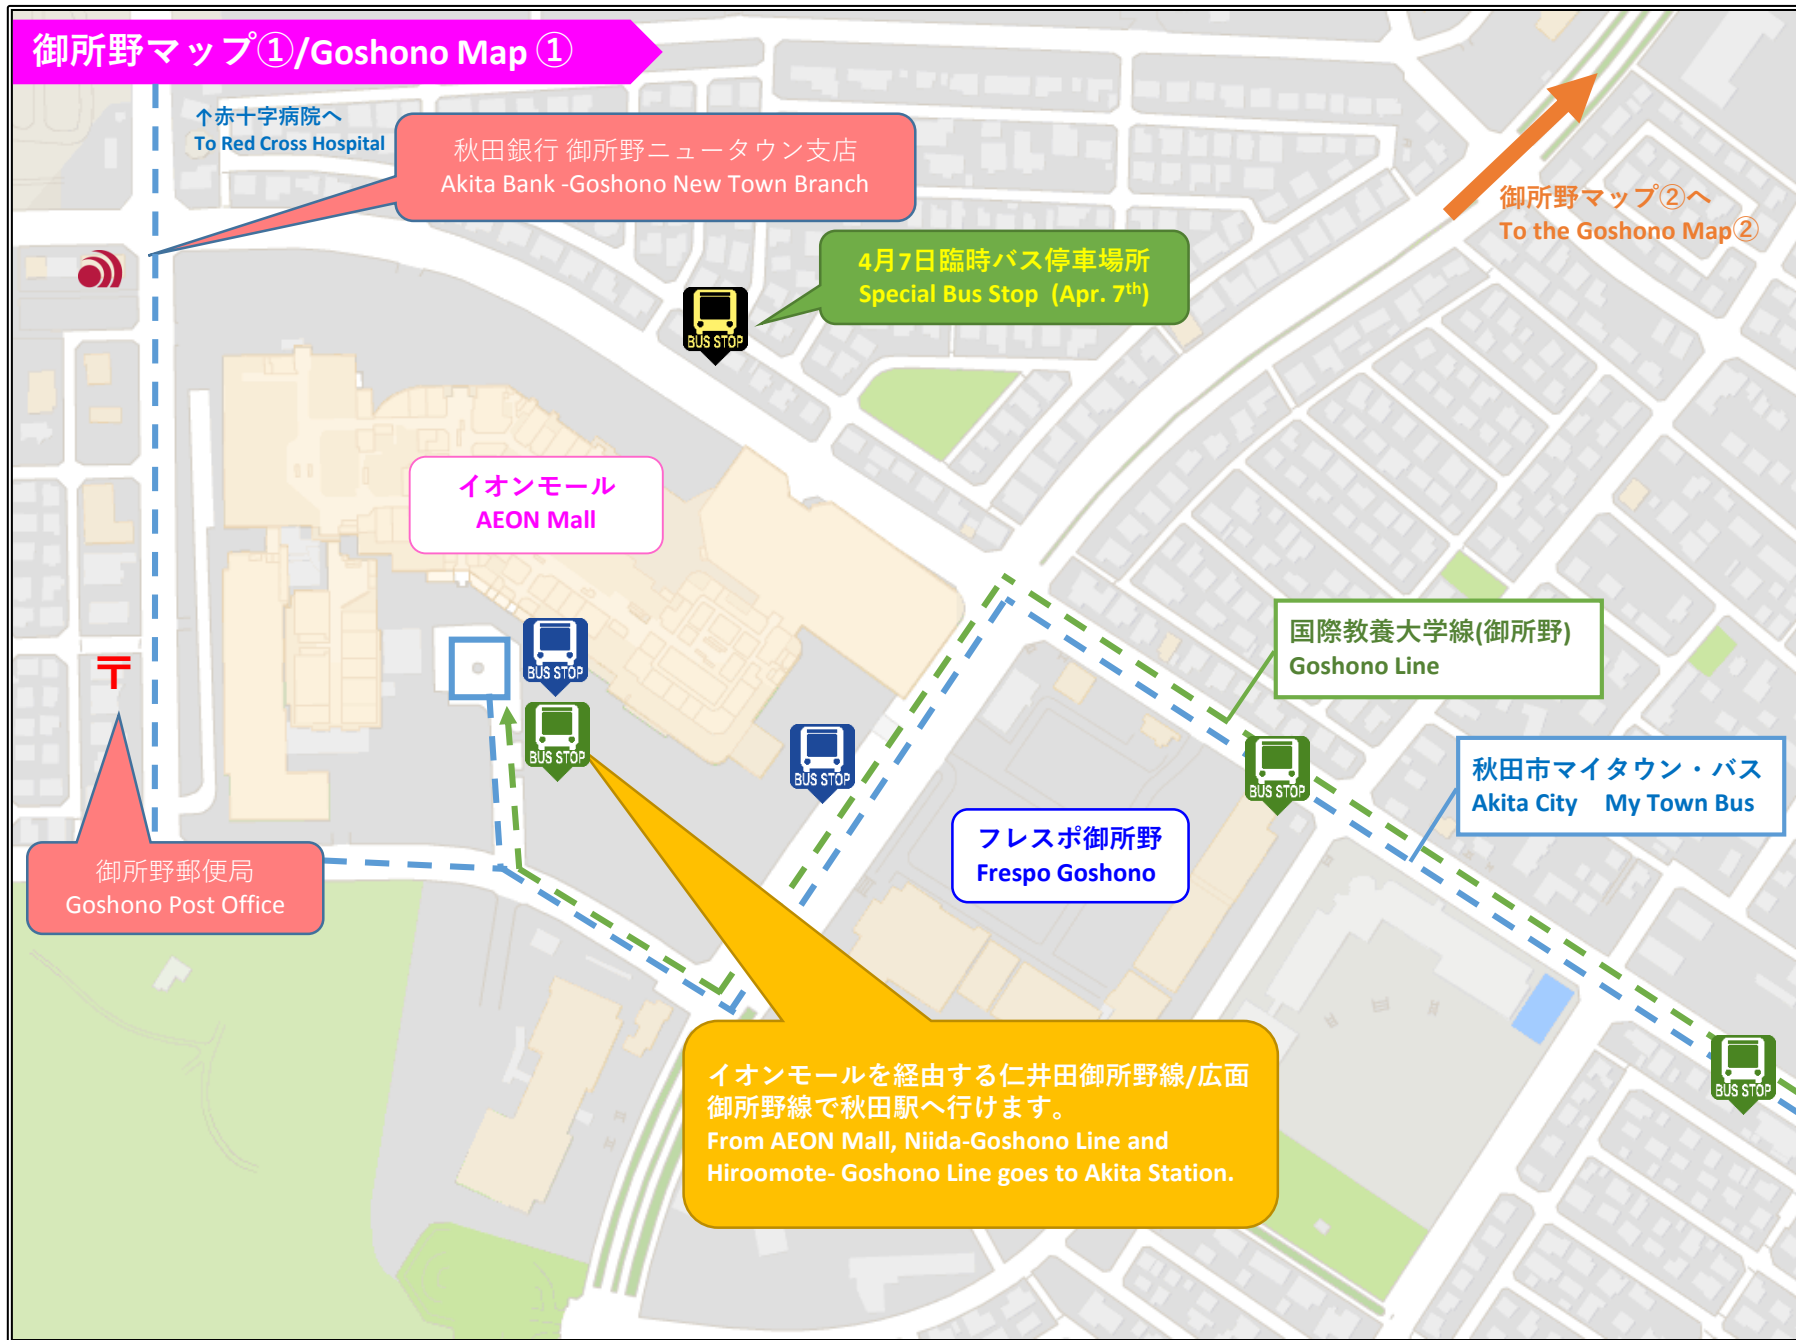 御所野マップ①/Goshono Map ①
↑赤十字病院へ
To Red Cross Hospital
秋田銀行 御所野ニュータウン支店
Akita Bank -Goshono New Town Branch
御所野マップ②へ
To the Goshono Map②
4月7日臨時バス停車場所
Special Bus Stop (Apr. 7th)
BUS STOP
イオンモール
AEON Mall
国際教養大学線(御所野)
Goshono Line
BUS STOP
〒
BUS STOP
BUS STOP
BUS STOP
秋田市マイタウン・バス
Akita City My Town Bus
フレスポ御所野
Frespo Goshono
御所野郵便局
Goshono Post Office
イオンモールを経由する仁井田御所野線/広面
御所野線で秋田駅へ行けます。
From AEON Mall, Niida-Goshono Line and
Hiroomote- Goshono Line goes to Akita Station.
BUS STOP